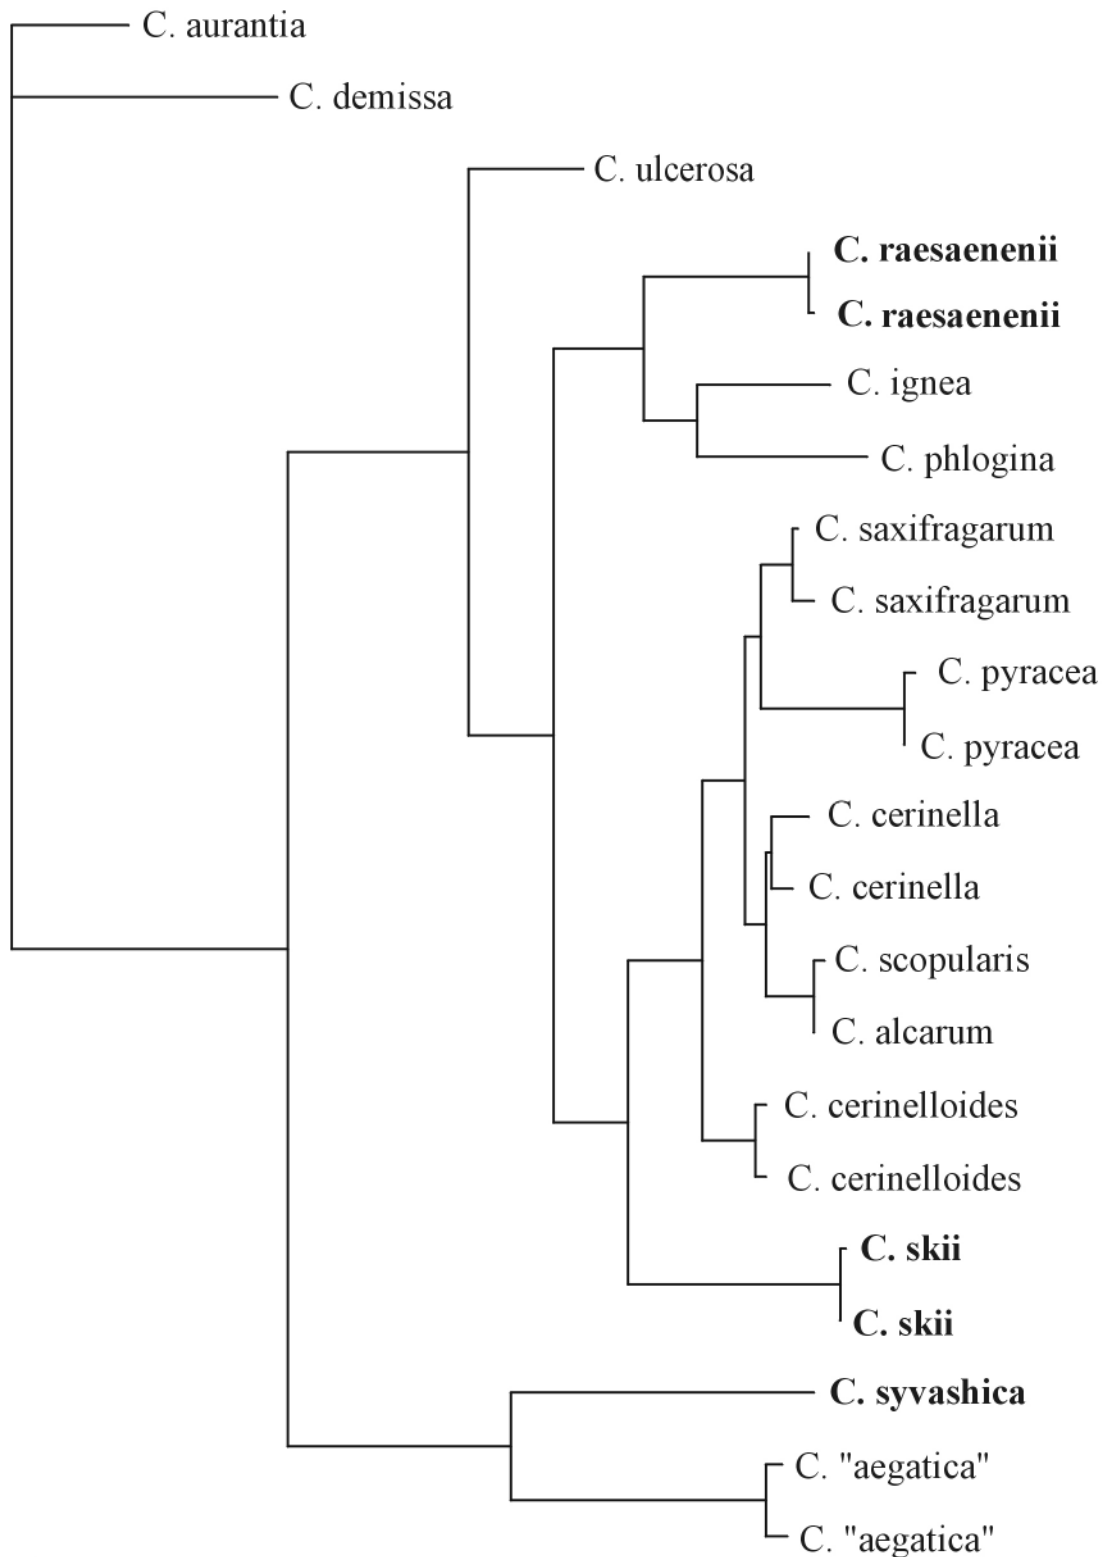 C. aurantia
C. demissa
C. ulcerosa
C. raesaenenii
C. raesaenenii
C. ignea
C. phlogina
C. saxifragarum
C. saxifragarum
C. pyracea
C. pyracea
C. cerinella
C. cerinella
C. scopularis
C. alcarum
C. cerinelloides
C. cerinelloides
C. skii
C. skii
C. syvashica
C. "aegatica"
C. "aegatica"